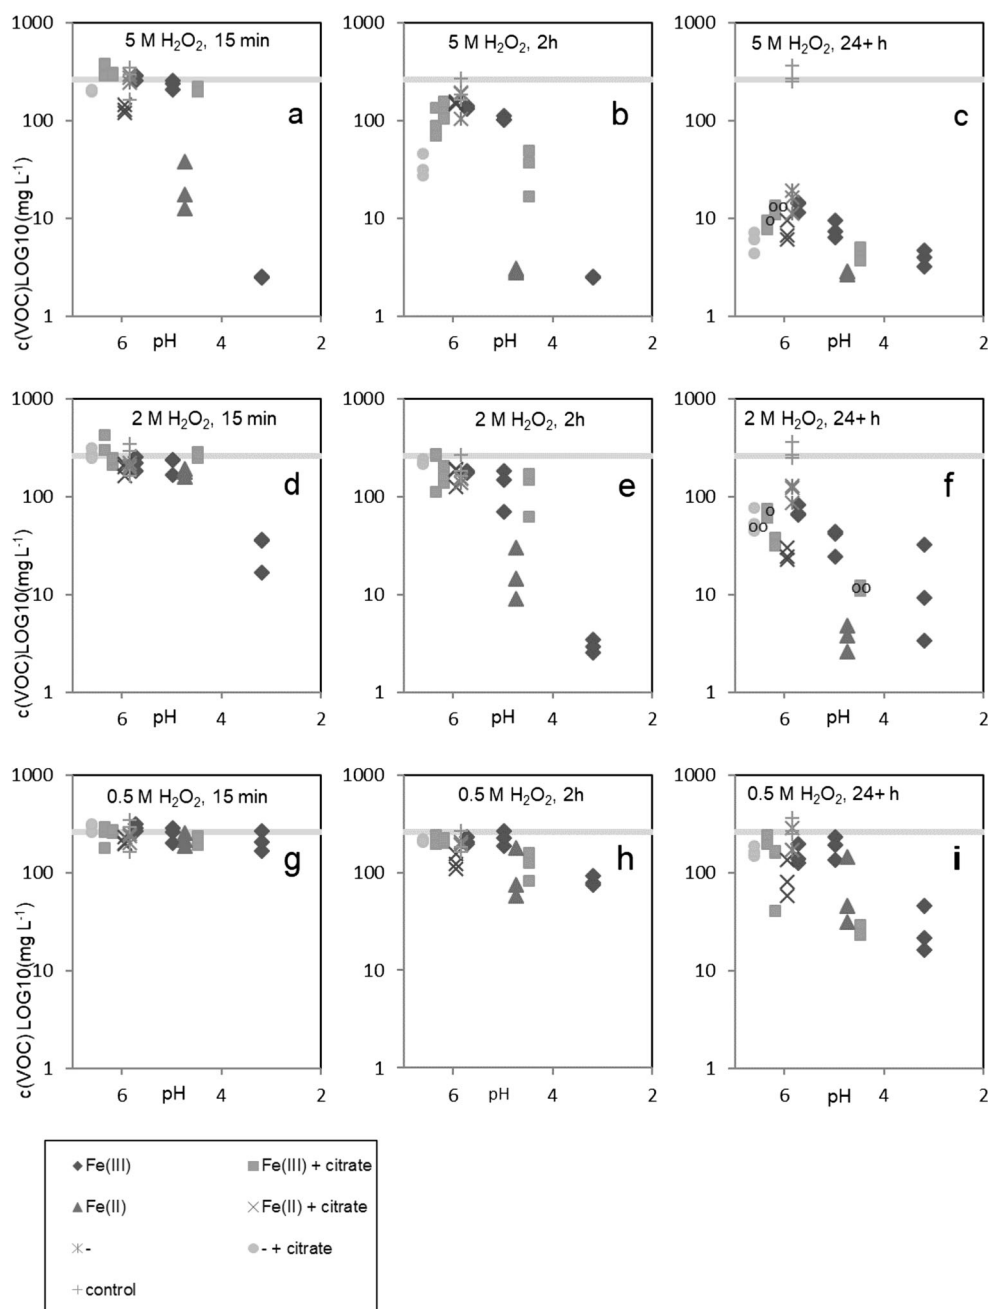 1000
100
10
1
c(VOC)LOG10(mg L⁻¹)
5 M H₂O₂, 15 min
a
6 pH 4 2
1000
100
10
1
5 M H₂O₂, 2h
b
6 pH 4 2
1000
100
10
1
5 M H₂O₂, 24+ h
c
oo
o
6 pH 4 2
1000
100
10
1
c(VOC)LOG10(mg L⁻¹)
2 M H₂O₂, 15 min
d
6 pH 4 2
1000
100
10
1
2 M H₂O₂, 2h
e
6 pH 4 2
1000
100
10
1
2 M H₂O₂, 24+ h
f
o
oo
oo
6 pH 4 2
1000
100
10
1
c(VOC)LOG10(mg L⁻¹)
0.5 M H₂O₂, 15 min
g
6 pH 4 2
1000
100
10
1
0.5 M H₂O₂, 2h
h
6 pH 4 2
1000
100
10
1
0.5 M H₂O₂, 24+ h
i
6 pH 4 2
Fe(III) Fe(III) + citrate
Fe(II) Fe(II) + citrate
- - + citrate
control